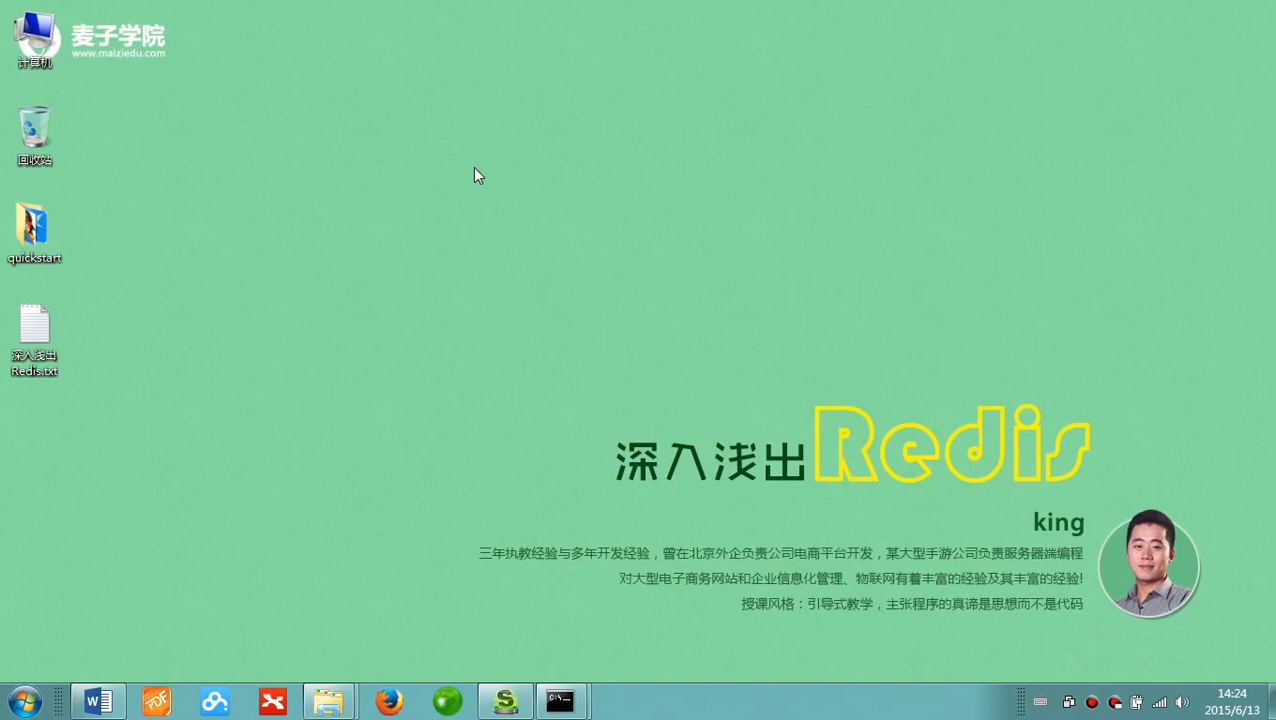 麦子学院
www.maiziedu.com
计算机
回收站
quickstart
深入浅出
Redis.txt
深入浅出Redis
king
三年执教经验与多年开发经验，曾在北京外企负责公司电商平台开发，某大型手游公司负责服务器端编程
对大型电子商务网站和企业信息化管理、物联网有着丰富的经验及其丰富的经验!
授课风格：引导式教学，主张程序的真谛是思想而不是代码
W
PDF
S
C:\_
14:24
2015/6/13